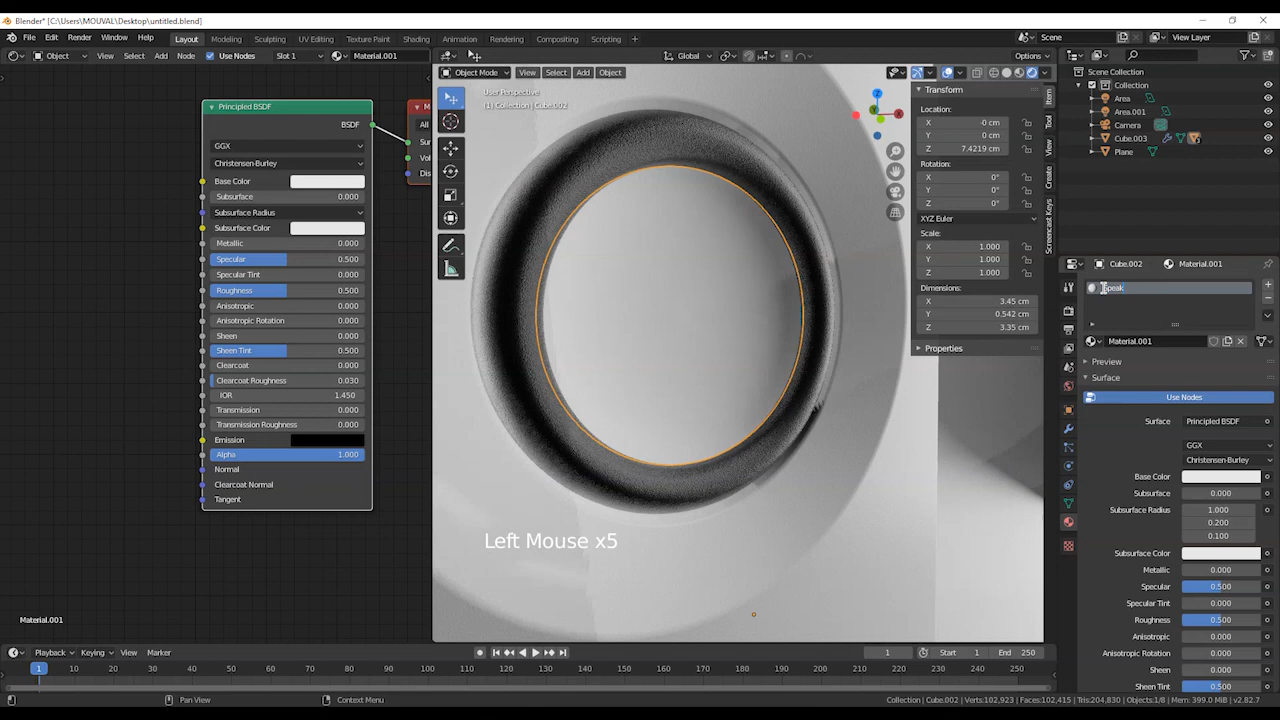 Blender* [C:\Users\MOUVAL\Desktop\untitled.blend]
File Edit Render Window Help Layout Modeling Sculpting UV Editing Texture Paint Shading Animation Rendering Compositing Scripting + Scene View Layer
Object View Select Add Node Use Nodes Slot 1 Material.001 Global Options
Object Mode View Select Add Object
User Perspective
(1) Collection | Cube.002
Principled BSDF
BSDF
GGX
Christensen-Burley
Base Color
Subsurface 0.000
Subsurface Radius
Subsurface Color
Metallic 0.000
Specular 0.500
Specular Tint 0.000
Roughness 0.500
Anisotropic 0.000
Anisotropic Rotation 0.000
Sheen 0.000
Sheen Tint 0.500
Clearcoat 0.000
Clearcoat Roughness 0.030
IOR 1.450
Transmission 0.000
Transmission Roughness 0.000
Emission
Alpha 1.000
Normal
Clearcoat Normal
Tangent
All
Material.001
Left Mouse x5
Transform
Location:
X 0 cm
Y 0 cm
Z 7.4219 cm
Rotation:
X 0°
Y 0°
Z 0°
XYZ Euler
Scale:
X 1.000
Y 1.000
Z 1.000
Dimensions:
X 3.45 cm
Y 0.542 cm
Z 3.35 cm
Properties
Item
Tool
View
Create
Screencast Keys
Scene Collection
Collection
Area
Area.001
Camera
Cube.003
Plane
Cube.002 Material.001
Material.001
Preview
Surface
Use Nodes
Surface Principled BSDF
GGX
Christensen-Burley
Base Color
Subsurface 0.000
Subsurface Radius 1.000
0.200
0.100
Subsurface Color
Metallic 0.000
Specular 0.500
Specular Tint 0.000
Roughness 0.500
Anisotropic 0.000
Anisotropic Rotation 0.000
Sheen 0.000
Sheen Tint 0.500
Playback Keying View Marker 1 Start 1 End 250
1 10 20 30 40 50 60 70 80 90 100 110 120 130 140 150 160 170 180 190 200 210 220 230 240 250
Pan View Context Menu Collection | Cube.002 | Verts:102,923 | Faces:102,415 | Tris:204,830 | Objects:1/8 | Mem: 399.0 MiB | v2.82.7